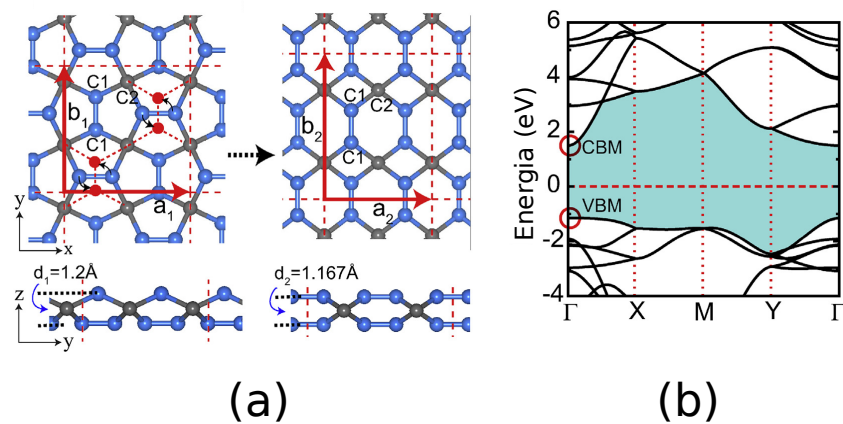 C1
C2
b₁
C1
a₁
y
x
C1
C2
b₂
C1
a₂
d₁=1.2Å
z
y
d₂=1.167Å
(a)
Energia (eV)
6
4
2
0
-2
-4
CBM
VBM
Γ
X
M
Y
Γ
(b)